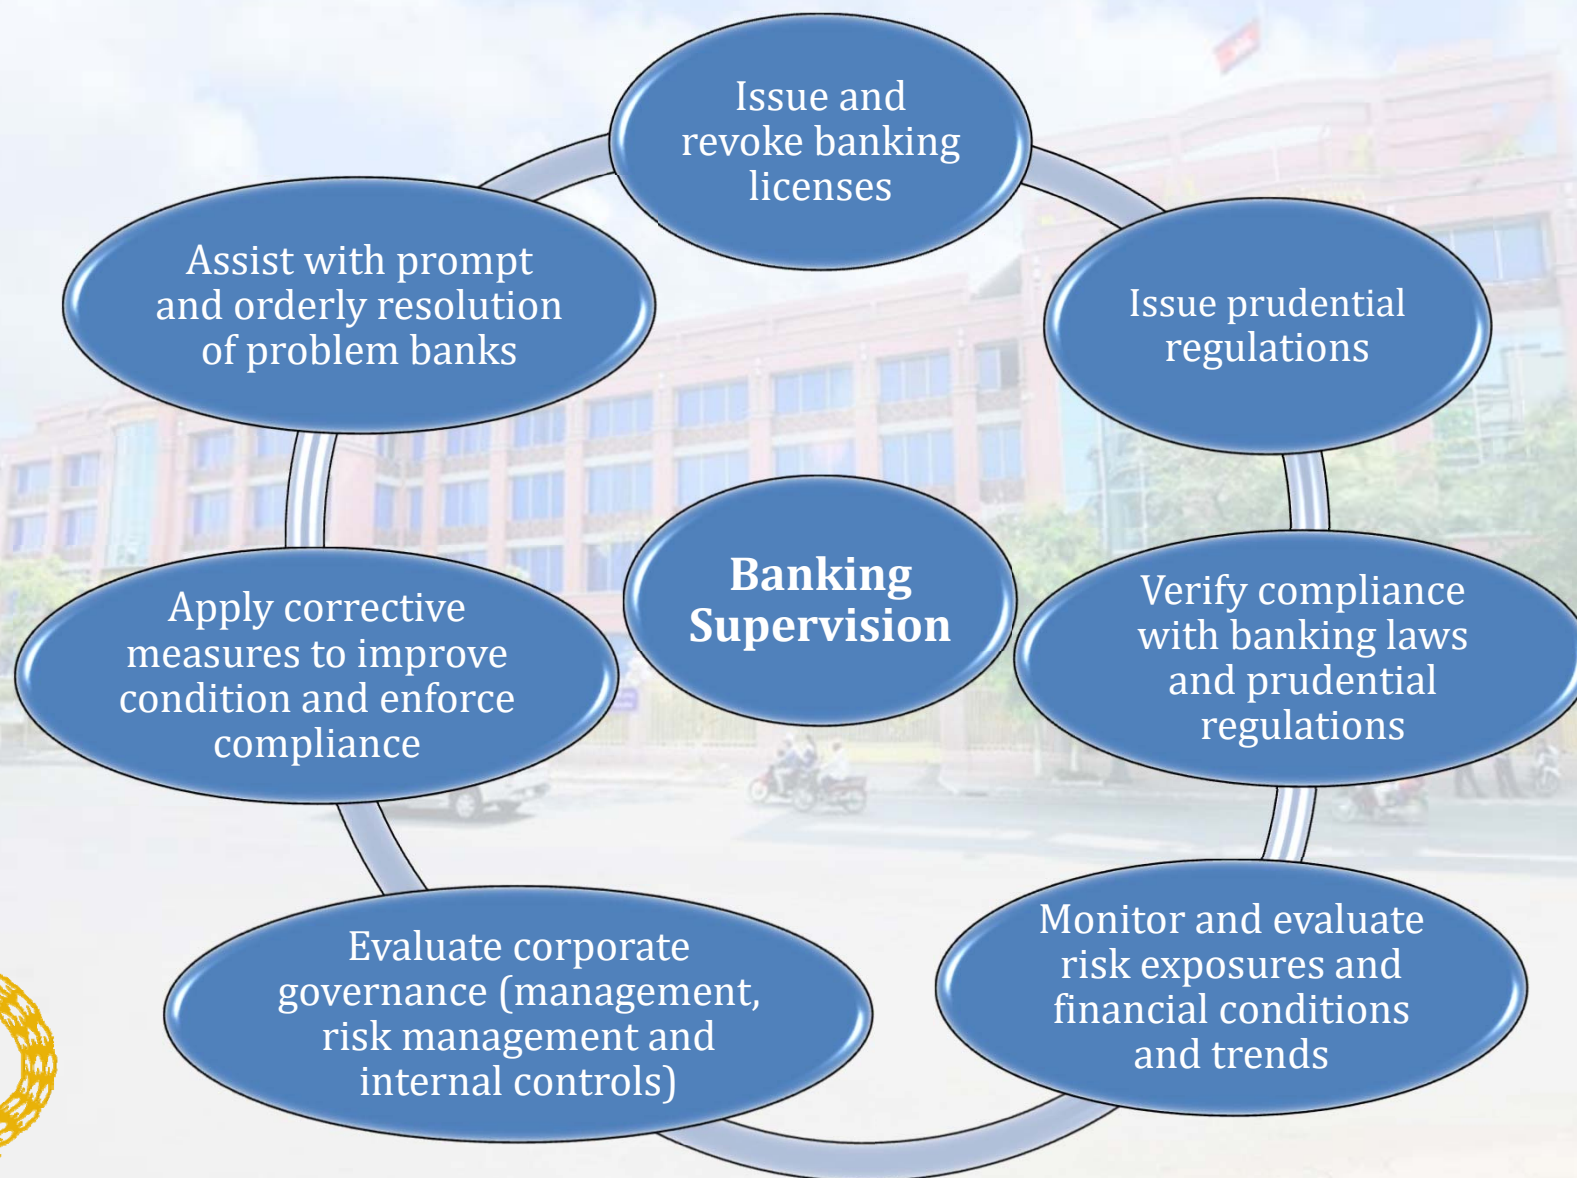 Issue and
revoke banking
licenses
Issue prudential
regulations
Verify compliance
with banking laws
and prudential
regulations
Monitor and evaluate
risk exposures and
financial conditions
and trends
Evaluate corporate
governance (management,
risk management and
internal controls)
Apply corrective
measures to improve
condition and enforce
compliance
Assist with prompt
and orderly resolution
of problem banks
Banking
Supervision